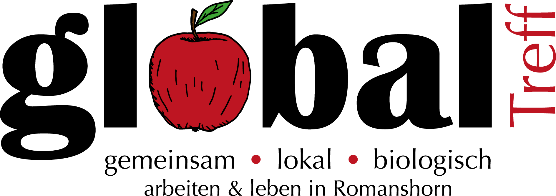 global Treff
gemeinsam • lokal • biologisch
arbeiten & leben in Romanshorn